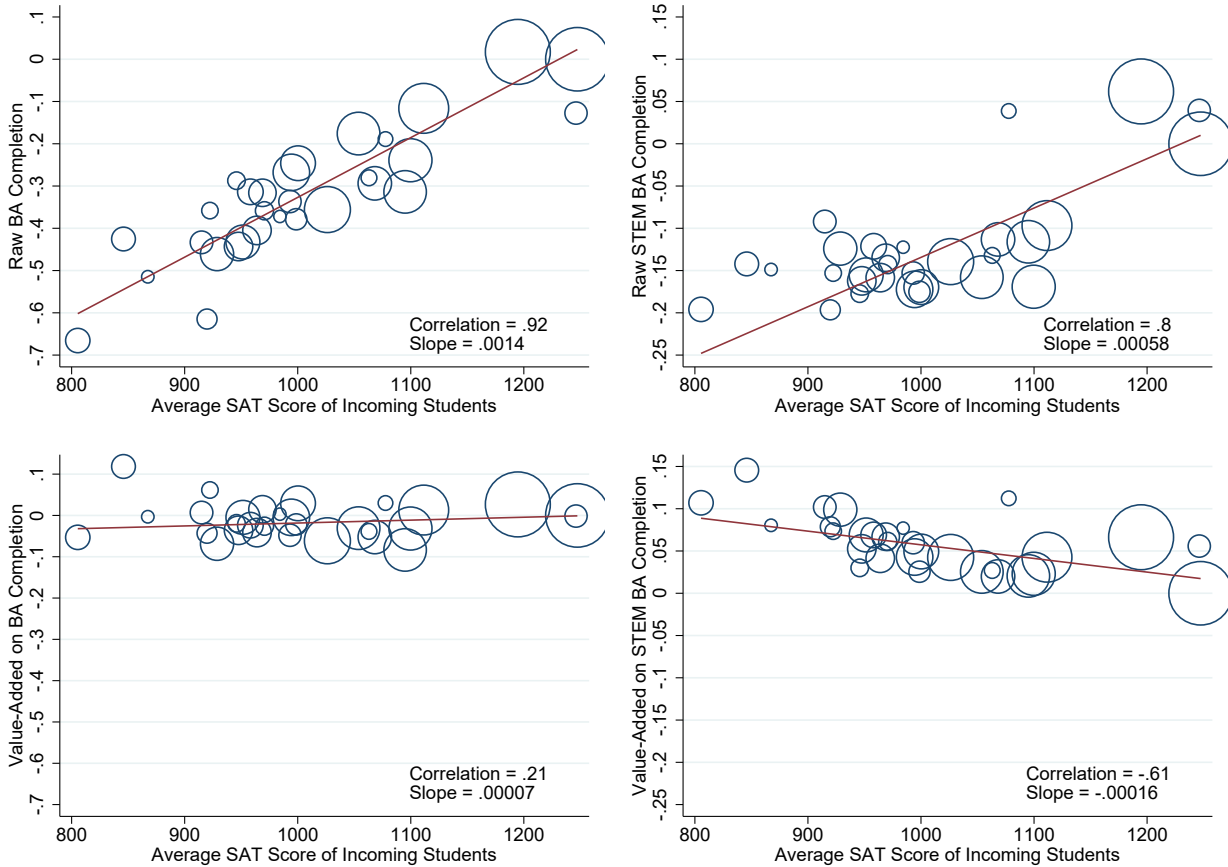 Raw BA Completion
.1
0
-.1
-.2
-.3
-.4
-.5
-.6
-.7
Correlation = .92
Slope = .0014
800 900 1000 1100 1200
Average SAT Score of Incoming Students
Raw STEM BA Completion
.15
.1
.05
0
-.05
-.1
-.15
-.2
-.25
Correlation = .8
Slope = .00058
800 900 1000 1100 1200
Average SAT Score of Incoming Students
Value-Added on BA Completion
.1
0
-.1
-.2
-.3
-.4
-.5
-.6
-.7
Correlation = .21
Slope = .00007
800 900 1000 1100 1200
Average SAT Score of Incoming Students
Value-Added on STEM BA Completion
.15
.1
.05
0
-.05
-.1
-.15
-.2
-.25
Correlation = -.61
Slope = -.00016
800 900 1000 1100 1200
Average SAT Score of Incoming Students